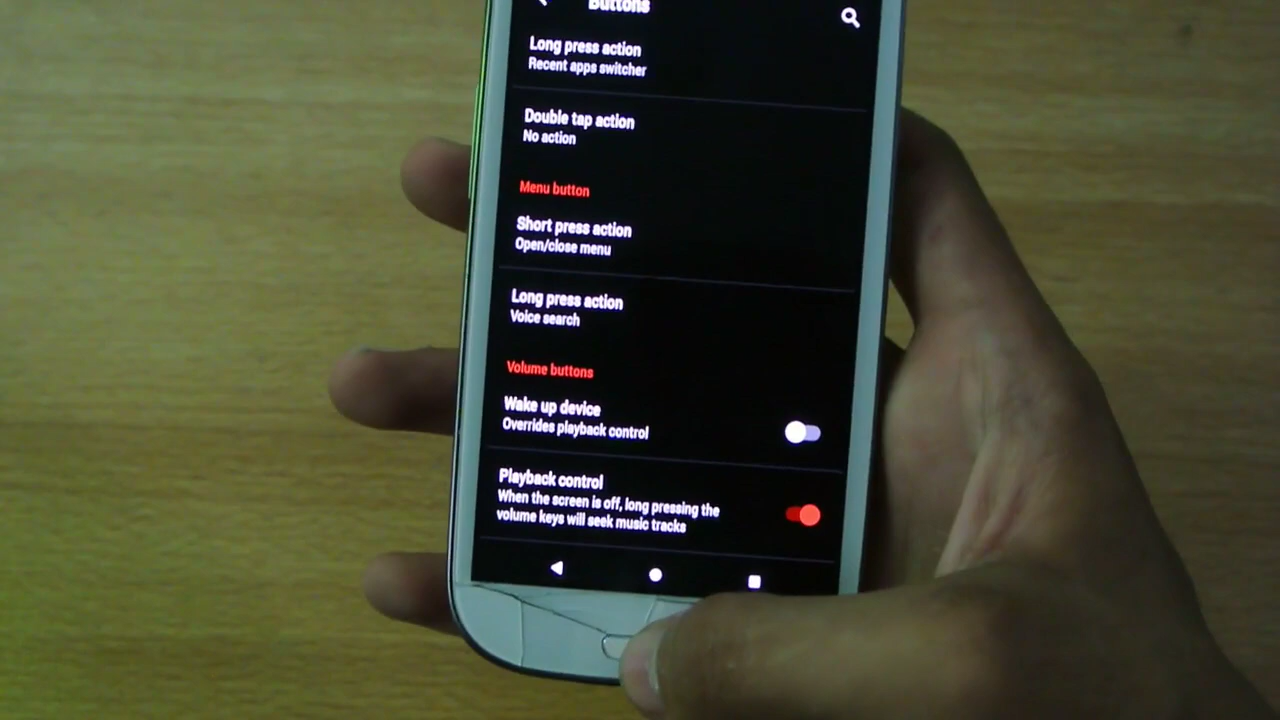 Buttons
Long press action
Recent apps switcher
Double tap action
No action
Menu button
Short press action
Open/close menu
Long press action
Voice search
Volume buttons
Wake up device
Overrides playback control
Playback control
When the screen is off, long pressing the
volume keys will seek music tracks